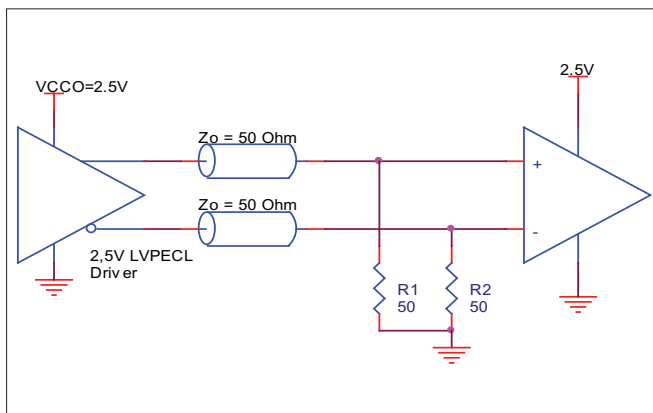 VCCO=2.5V
2.5V
Zo = 50 Ohm
+
Zo = 50 Ohm
-
2,5V LVPECL
Driver
R1
50
R2
50